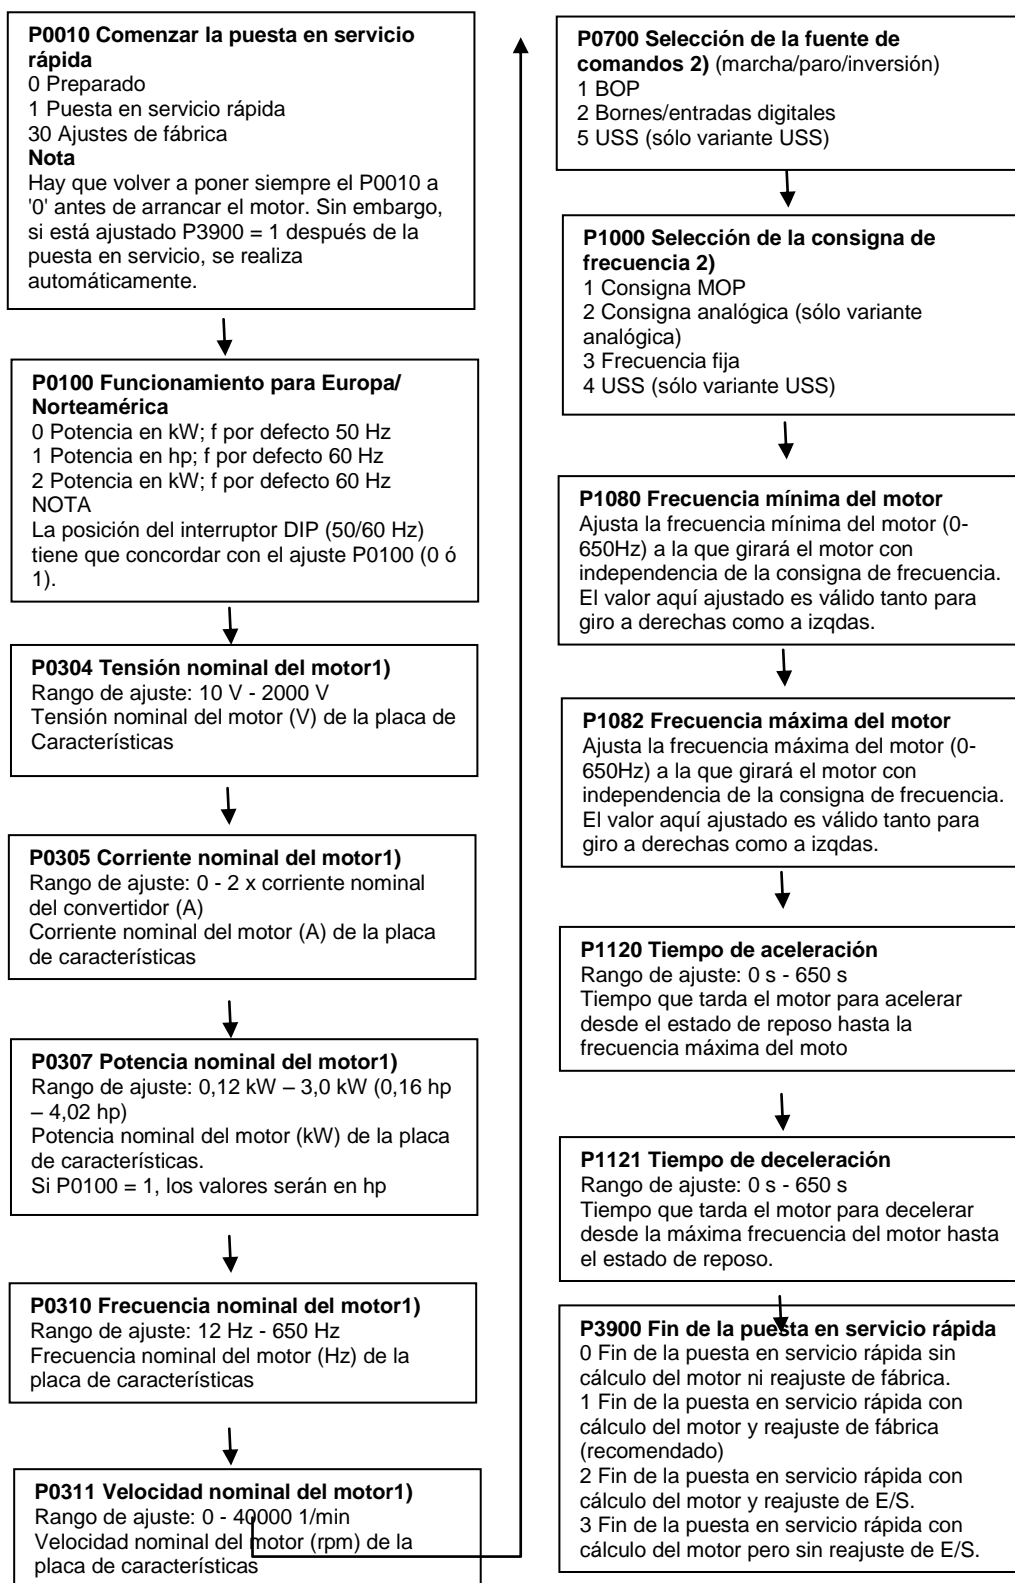 P0010 Comenzar la puesta en servicio
rápida
0 Preparado
1 Puesta en servicio rápida
30 Ajustes de fábrica
Nota
Hay que volver a poner siempre el P0010 a
'0' antes de arrancar el motor. Sin embargo,
si está ajustado P3900 = 1 después de la
puesta en servicio, se realiza
automáticamente.
P0100 Funcionamiento para Europa/
Norteamérica
0 Potencia en kW; f por defecto 50 Hz
1 Potencia en hp; f por defecto 60 Hz
2 Potencia en kW; f por defecto 60 Hz
NOTA
La posición del interruptor DIP (50/60 Hz)
tiene que concordar con el ajuste P0100 (0 ó
1).
P0304 Tensión nominal del motor1)
Rango de ajuste: 10 V - 2000 V
Tensión nominal del motor (V) de la placa de
Características
P0305 Corriente nominal del motor1)
Rango de ajuste: 0 - 2 x corriente nominal
del convertidor (A)
Corriente nominal del motor (A) de la placa
de características
P0307 Potencia nominal del motor1)
Rango de ajuste: 0,12 kW – 3,0 kW (0,16 hp
– 4,02 hp)
Potencia nominal del motor (kW) de la placa
de características.
Si P0100 = 1, los valores serán en hp
P0310 Frecuencia nominal del motor1)
Rango de ajuste: 12 Hz - 650 Hz
Frecuencia nominal del motor (Hz) de la
placa de características
P0311 Velocidad nominal del motor1)
Rango de ajuste: 0 - 40000 1/min
Velocidad nominal del motor (rpm) de la
placa de características
P0700 Selección de la fuente de
comandos 2) (marcha/paro/inversión)
1 BOP
2 Bornes/entradas digitales
5 USS (sólo variante USS)
P1000 Selección de la consigna de
frecuencia 2)
1 Consigna MOP
2 Consigna analógica (sólo variante
analógica)
3 Frecuencia fija
4 USS (sólo variante USS)
P1080 Frecuencia mínima del motor
Ajusta la frecuencia mínima del motor (0-
650Hz) a la que girará el motor con
independencia de la consigna de frecuencia.
El valor aquí ajustado es válido tanto para
giro a derechas como a izqdas.
P1082 Frecuencia máxima del motor
Ajusta la frecuencia máxima del motor (0-
650Hz) a la que girará el motor con
independencia de la consigna de frecuencia.
El valor aquí ajustado es válido tanto para
giro a derechas como a izqdas.
P1120 Tiempo de aceleración
Rango de ajuste: 0 s - 650 s
Tiempo que tarda el motor para acelerar
desde el estado de reposo hasta la
frecuencia máxima del moto
P1121 Tiempo de deceleración
Rango de ajuste: 0 s - 650 s
Tiempo que tarda el motor para decelerar
desde la máxima frecuencia del motor hasta
el estado de reposo.
P3900 Fin de la puesta en servicio rápida
0 Fin de la puesta en servicio rápida sin
cálculo del motor ni reajuste de fábrica.
1 Fin de la puesta en servicio rápida con
cálculo del motor y reajuste de fábrica
(recomendado)
2 Fin de la puesta en servicio rápida con
cálculo del motor y reajuste de E/S.
3 Fin de la puesta en servicio rápida con
cálculo del motor pero sin reajuste de E/S.